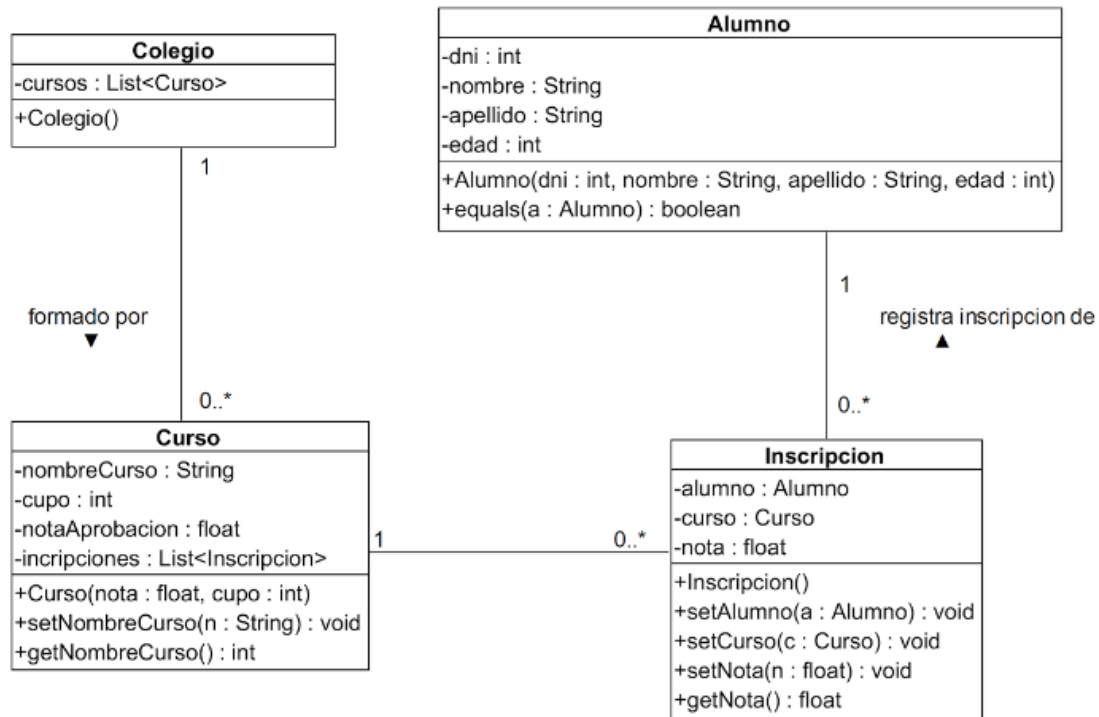 Colegio
-cursos : List<Curso>
+Colegio()
Alumno
-dni : int
-nombre : String
-apellido : String
-edad : int
+Alumno(dni : int, nombre : String, apellido : String, edad : int)
+equals(a : Alumno) : boolean
1
formado por
▼
0..*
1
registra inscripcion de
▲
0..*
Curso
-nombreCurso : String
-cupo : int
-notaAprobacion : float
-incripciones : List<Inscripcion>
+Curso(nota : float, cupo : int)
+setNombreCurso(n : String) : void
+getNombreCurso() : int
1
0..*
Inscripcion
-alumno : Alumno
-curso : Curso
-nota : float
+Inscripcion()
+setAlumno(a : Alumno) : void
+setCurso(c : Curso) : void
+setNota(n : float) : void
+getNota() : float